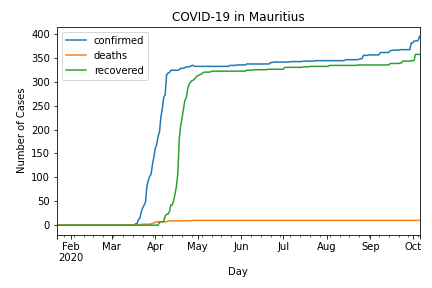 COVID-19 in Mauritius
400
350
300
250
200
150
100
50
0
Number of Cases
confirmed
deaths
recovered
Feb Mar Apr May Jun Jul Aug Sep Oct
2020
Day